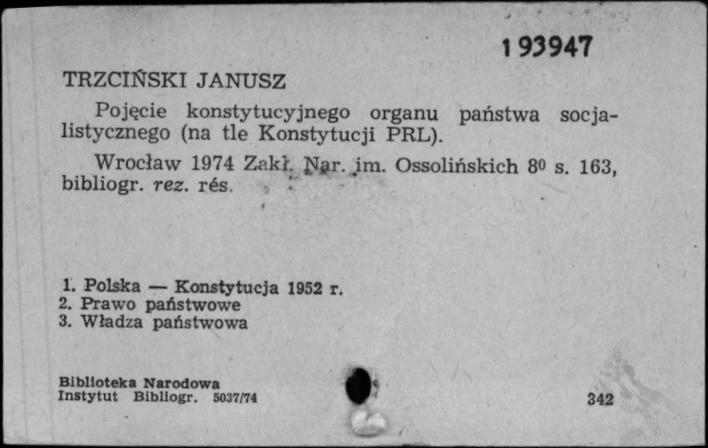 193947
TRZCIŃSKI JANUSZ
Pojęcie konstytucyjnego organu państwa socja-
listycznego (na tle Konstytucji PRL).
Wrocław 1974 Zakł. Nar. im. Ossolińskich 8⁰ s. 163,
bibliogr. rez. rés.
1. Polska — Konstytucja 1952 r.
2. Prawo państwowe
3. Władza państwowa
Biblioteka Narodowa
Instytut Bibliogr. 5037/74
342